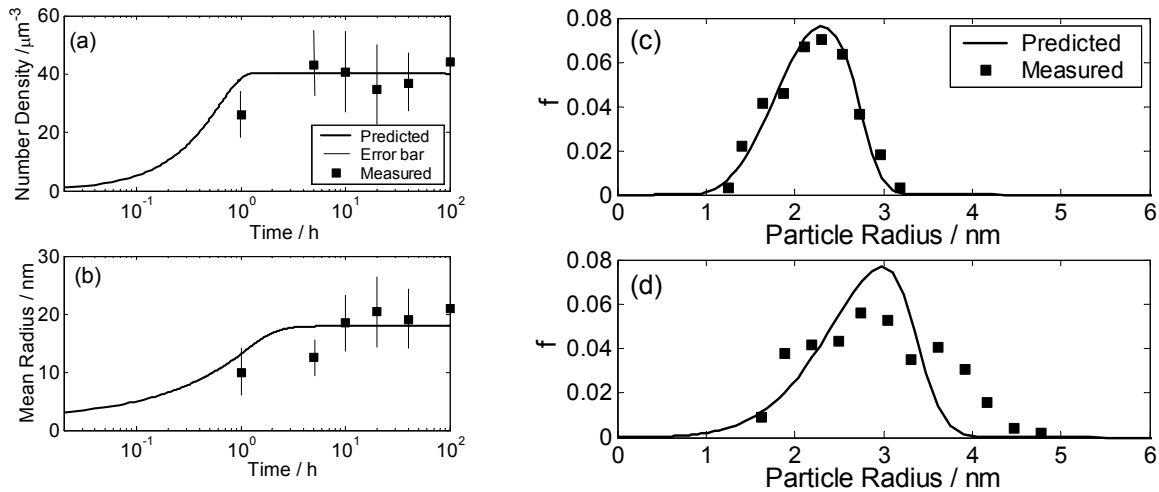 (a)
Number Density /μm-3
60
40
20
0
Predicted
Error bar
Measured
10-1
100
101
102
Time / h
(b)
Mean Radius / nm
30
20
10
0
10-1
100
101
102
Time / h
(c)
f
0.08
0.06
0.04
0.02
0
Predicted
Measured
0 1 2 3 4 5 6
Particle Radius / nm
(d)
f
0.08
0.06
0.04
0.02
0
0 1 2 3 4 5 6
Particle Radius / nm